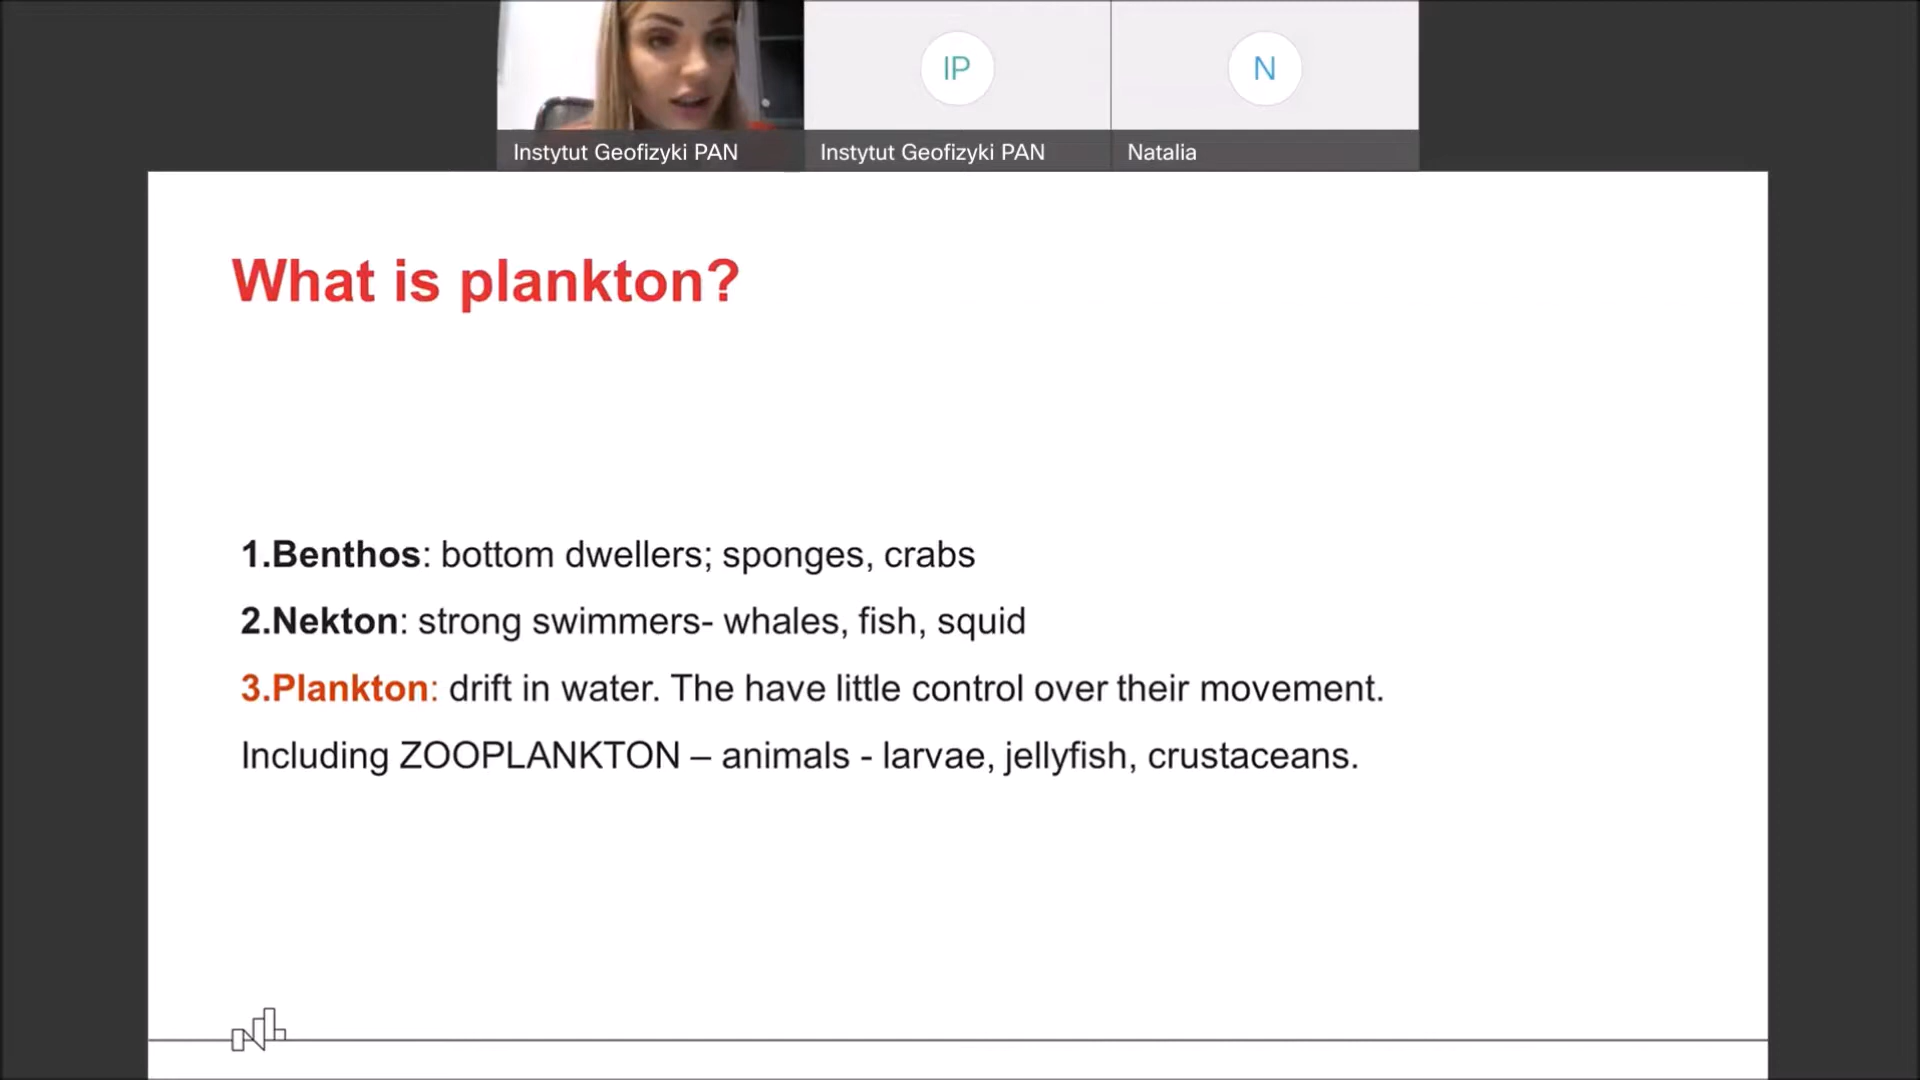 IP
N
Instytut Geofizyki PAN
Instytut Geofizyki PAN
Natalia
What is plankton?
1.Benthos: bottom dwellers; sponges, crabs
2.Nekton: strong swimmers- whales, fish, squid
3.Plankton: drift in water. The have little control over their movement.
Including ZOOPLANKTON – animals - larvae, jellyfish, crustaceans.